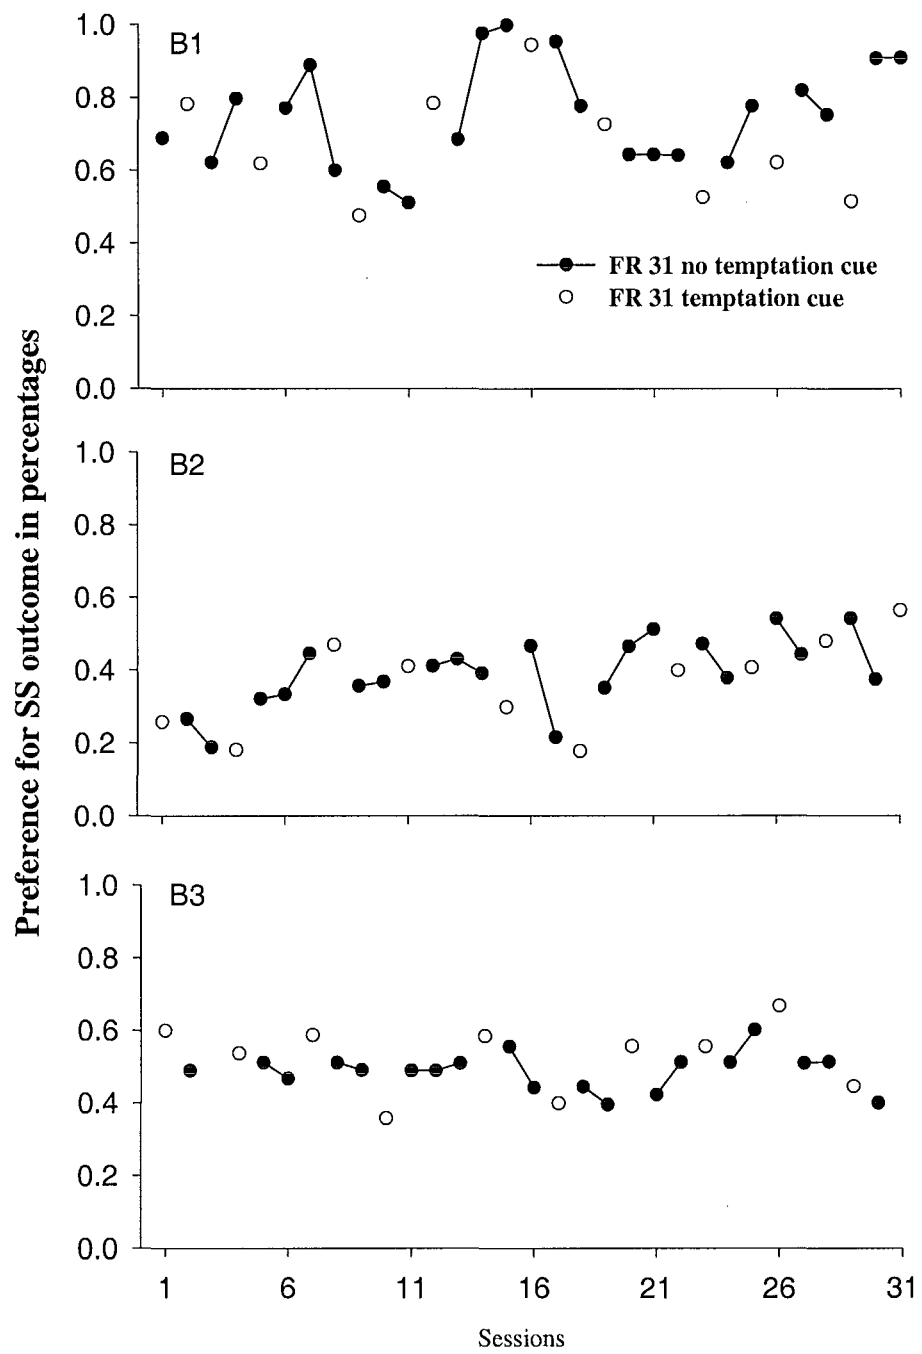 Preference for SS outcome in percentages
B1
1.0
0.8
0.6
0.4
0.2
0.0
FR 31 no temptation cue
FR 31 temptation cue
B2
1.0
0.8
0.6
0.4
0.2
0.0
B3
1.0
0.8
0.6
0.4
0.2
0.0
1 6 11 16 21 26 31
Sessions